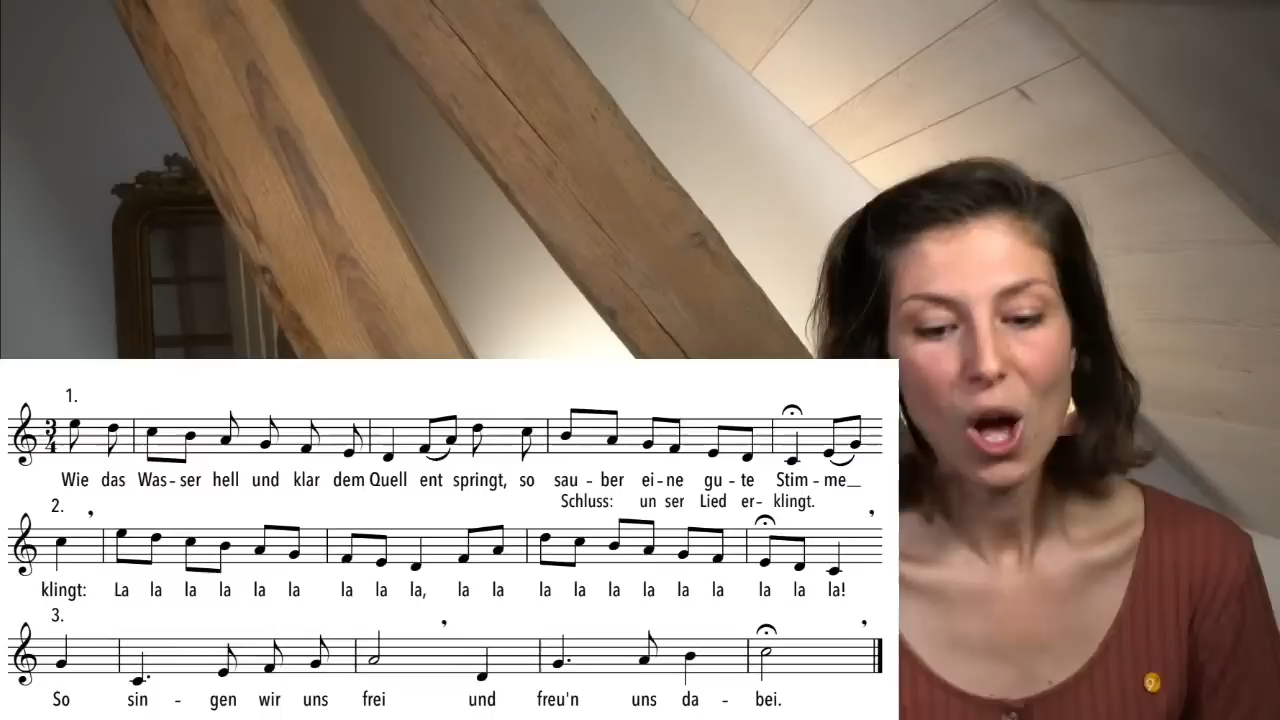 1.
3
4
Wie das Was-ser hell und klar dem Quell ent springt, so sau - ber ei-ne gu-te Stim-me_
Schluss: un ser Lied er- klingt.
2.
klingt: La la la la la la la la la, la la la la la la la la la la la!
3.
So sin - gen wir uns frei und freu'n uns da - bei.